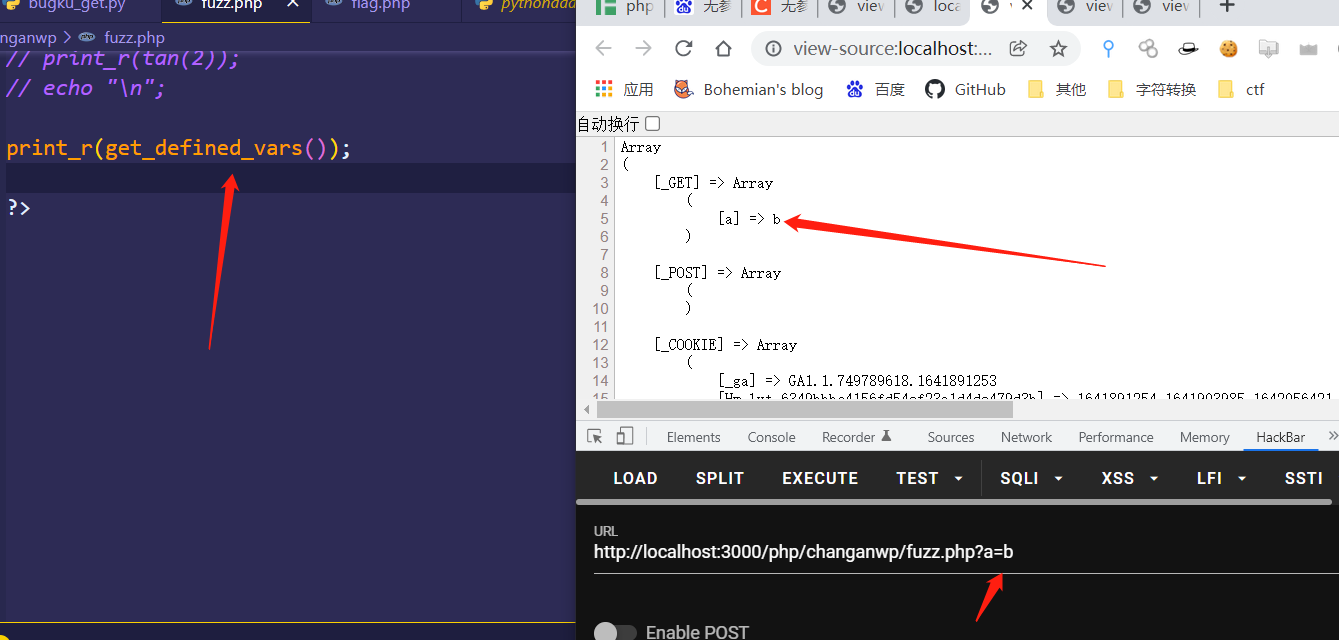 bugku_get.py fuzz.php flag.php
nganwp > fuzz.php
// print_r(tan(2));
// echo "\n";
print_r(get_defined_vars());
?>
php 无参 无参 view loca view view
view-source:localhost:...
应用 Bohemian's blog 百度 GitHub 其他 字符转换 ctf
自动换行
1 Array
2 (
3 [_GET] => Array
4 (
5 [a] => b
6 )
7
8 [_POST] => Array
9 (
10 )
11
12 [_COOKIE] => Array
13 (
14 [_ga] => GA1.1.749789618.1641891253
15
Elements Console Recorder Sources Network Performance Memory HackBar
LOAD SPLIT EXECUTE TEST SQLI XSS LFI SSTI
URL
http://localhost:3000/php/changanwp/fuzz.php?a=b
Enable POST